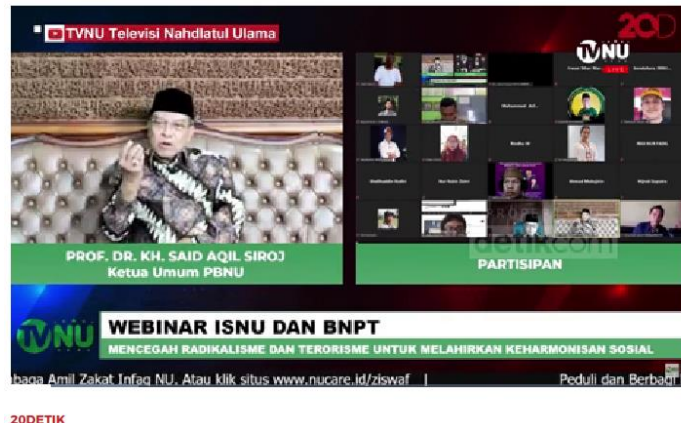 TVNU Televisi Nahdlatul Ulama
20D
TVNU
LIVE
PROF. DR. KH. SAID AQIL SIROJ
Ketua Umum PBNU
detikcom
PARTISIPAN
TVNU
WEBINAR ISNU DAN BNPT
MENCEGAH RADIKALISME DAN TERORISME UNTUK MELAHIRKAN KEHARMONISAN SOSIAL
baga Amil Zakat Infaq NU. Atau klik situs www.nucare.id/ziswaf | Peduli dan Berbagi
20DETIK